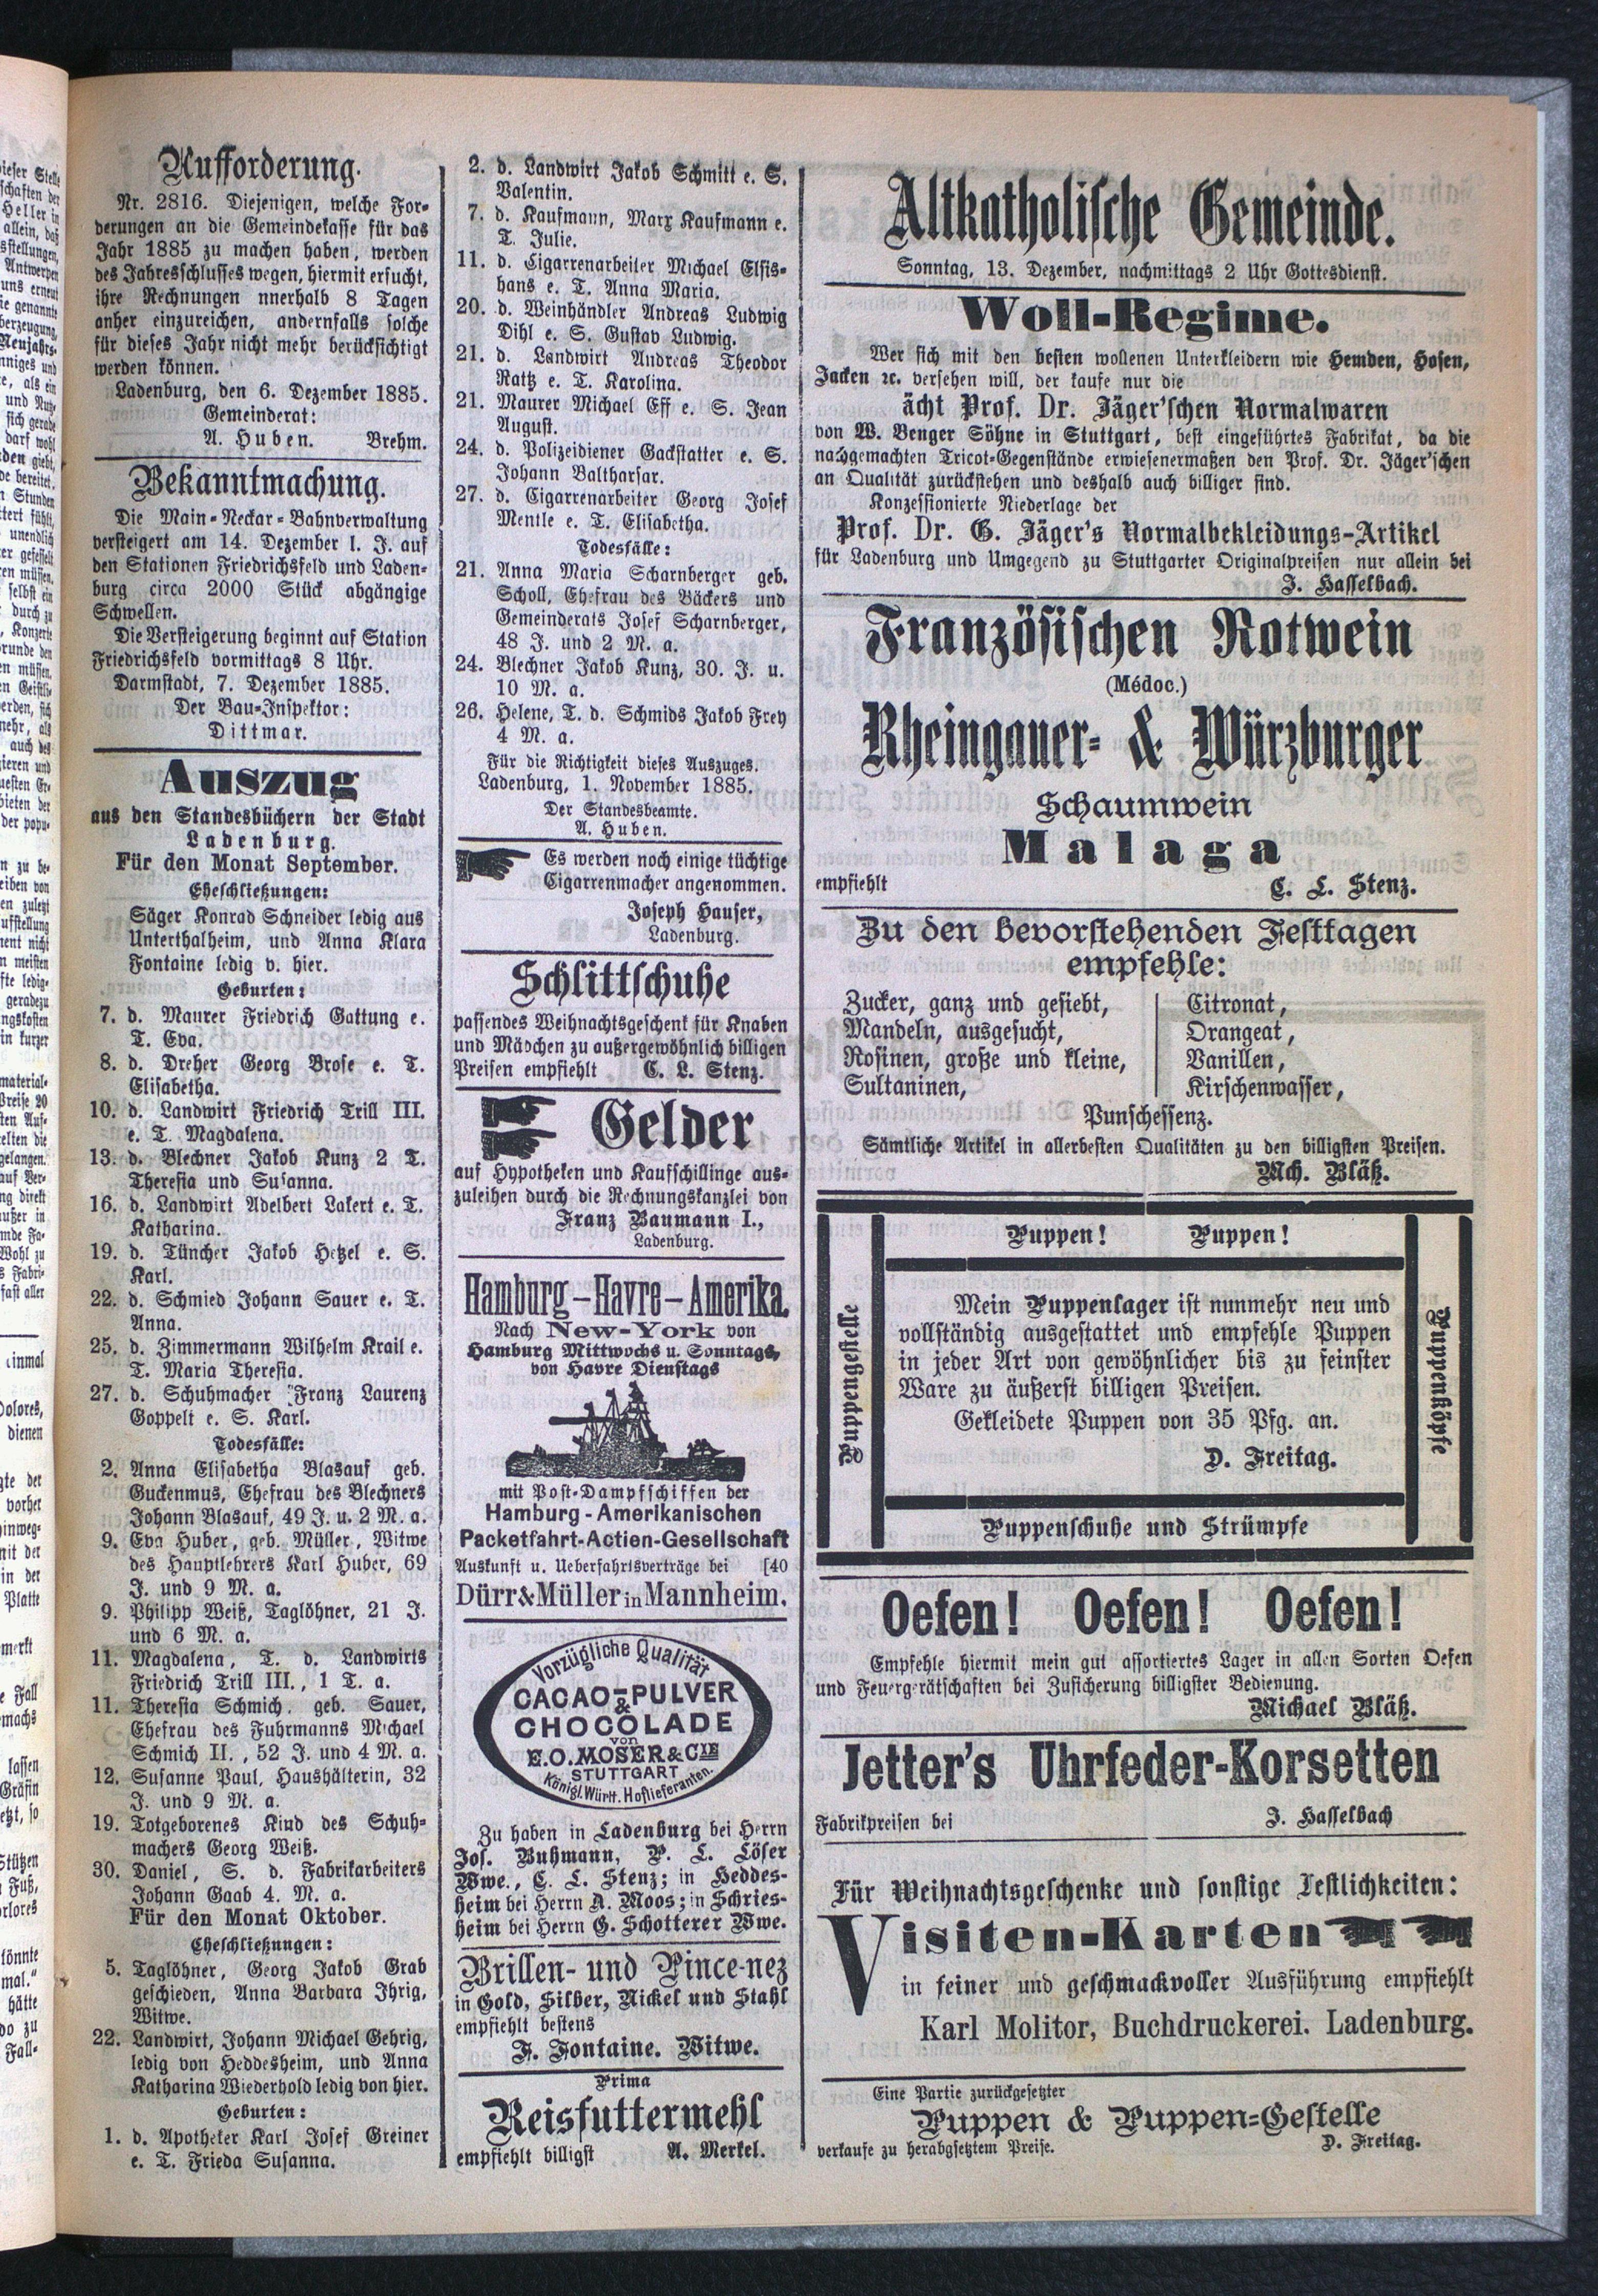 Aufforderung.
Nr. 2816. Diejenigen, welche For-
derungen an die Gemeindekasse für das
Jahr 1885 zu machen haben, werden
des Jahresschlusses wegen, hiermit ersucht,
ihre Rechnungen nnerhalb 8 Tagen
anher einzureichen, andernfalls solche
für dieses Jahr nicht mehr berücksichtigt
werden können.
Ladenburg, den 6. Dezember 1885.
Gemeinderat:
A. Huben. Brehm.
Bekanntmachung.
Die Main-Neckar-Bahnverwaltung
versteigert am 14. Dezember l. J. auf
den Stationen Friedrichsfeld und Laden-
burg circa 2000 Stück abgängige
Schwellen.
Die Versteigerung beginnt auf Station
Friedrichsfeld vormittags 8 Uhr.
Darmstadt, 7. Dezember 1885.
Der Bau-Inspektor:
Dittmar.
Auszug
aus den Standesbüchern der Stadt
Ladenburg.
Für den Monat September.
Eheschließungen:
Säger Konrad Schneider ledig aus
Unterthalheim, und Anna Klara
Fontaine ledig v. hier.
Geburten:
7. d. Maurer Friedrich Gattung e.
T. Eva.
8. d. Dreher Georg Brose e. T.
Elisabetha.
10. d. Landwirt Friedrich Trill III.
e. T. Magdalena.
13. d. Blechner Jakob Kunz 2 T.
Theresia und Susanna.
16. d. Landwirt Adelbert Lakert e. T.
Katharina.
19. d. Tüncher Jakob Hetzel e. S.
Karl.
22. d. Schmied Johann Sauer e. T.
Anna.
25. d. Zimmermann Wilhelm Krail e.
T. Maria Theresia.
27. d. Schuhmacher Franz Laurenz
Goppelt e. S. Karl.
Todesfälle:
2. Anna Elisabetha Blasauf geb.
Guckenmus, Ehefrau des Blechners
Johann Blasauf, 49 J. u. 2 M. a.
9. Eva Huber, geb. Müller, Witwe
des Hauptlehrers Karl Huber, 69
J. und 9 M. a.
9. Philipp Weiß, Taglöhner, 21 J.
und 6 M. a.
11. Magdalena, T. d. Landwirts
Friedrich Trill III., 1 T. a.
11. Theresia Schmich, geb. Sauer,
Ehefrau des Fuhrmanns Michael
Schmich II., 52 J. und 4 M. a.
12. Susanne Paul, Haushälterin, 32
J. und 9 M. a.
19. Totgeborenes Kind des Schuh-
machers Georg Weiß.
30. Daniel, S. d. Fabrikarbeiters
Johann Gaab 4. M. a.
Für den Monat Oktober.
Eheschließungen:
5. Taglöhner, Georg Jakob Grab
geschieden, Anna Barbara Ihrig,
Witwe.
22. Landwirt, Johann Michael Gehrig,
ledig von Heddesheim, und Anna
Katharina Wiederhold ledig von hier.
Geburten:
1. d. Apotheker Karl Josef Greiner
e. T. Frieda Susanna.
2. d. Landwirt Jakob Schmitt e. S.
Valentin.
7. d. Kaufmann, Marx Kaufmann e.
T. Julie.
11. d. Cigarrenarbeiter Michael Elfis-
hans e. T. Anna Maria.
20. d. Weinhändler Andreas Ludwig
Dihl e. S. Gustav Ludwig.
21. d. Landwirt Andreas Theodor
Ratz e. T. Karolina.
21. Maurer Michael Eff e. S. Jean
August.
24. d. Polizeidiener Gackstatter e. S.
Johann Balthasar.
27. d. Cigarrenarbeiter Georg Josef
Mentle e. T. Elisabetha.
Todesfälle:
21. Anna Maria Scharnberger geb.
Scholl, Ehefrau des Bäckers und
Gemeinderats Josef Scharnberger,
48 J. und 2 M. a.
24. Blechner Jakob Kunz, 30. J. u.
10 M. a.
26. Helene, T. d. Schmids Jakob Frey
4 M. a.
Für die Richtigkeit dieses Auszuges.
Ladenburg, 1. November 1885.
Der Standesbeamte.
A. Huben.
Es werden noch einige tüchtige
Cigarrenmacher angenommen.
Joseph Hauser,
Ladenburg.
Schlittschuhe
passendes Weihnachtsgeschenk für Knaben
und Mädchen zu außergewöhnlich billigen
Preisen empfiehlt C. L. Stenz.
Gelder
auf Hypotheken und Kaufschillinge aus-
zuleihen durch die Rechnungskanzlei von
Franz Baumann I.,
Ladenburg.
Hamburg-Havre-Amerika
Nach New-York von
Hamburg Mittwochs u. Sonntags,
von Havre Dienstags
mit Post-Dampfschiffen der
Hamburg-Amerikanischen
Packetfahrt-Actien-Gesellschaft
Auskunft u. Ueberfahrtsverträge bei [40
Dürr & Müller in Mannheim.
Vorzügliche Qualität
CACAO-PULVER
&
CHOCOLADE
von
E. O. MOSER & CIE
STUTTGART
Königl. Württ. Hoflieferanten.
Zu haben in Ladenburg bei Herrn
Jos. Buhmann, P. L. Löser
Wwe., C. L. Stenz; in Heddes-
heim bei Herrn A. Moos; in Schries-
heim bei Herrn G. Schotterer Wwe.
Brillen- und Pince-nez
in Gold, Silber, Nickel und Stahl
empfiehlt bestens
F. Fontaine. Witwe.
Prima
Reisfuttermehl
empfiehlt billigst A. Merkel.
Altkatholische Gemeinde.
Sonntag, 13. Dezember, nachmittags 2 Uhr Gottesdienst.
Woll-Regime.
Wer sich mit den besten wollenen Unterkleidern wie Hemden, Hosen,
Jacken ꝛc. versehen will, der kaufe nur die
ächt Prof. Dr. Jäger'schen Normalwaren
von W. Benger Söhne in Stuttgart, best eingeführtes Fabrikat, da die
nachgemachten Tricot-Gegenstände erwiesenermaßen den Prof. Dr. Jäger'schen
an Qualität zurückstehen und deshalb auch billiger sind.
Konzessionierte Niederlage der
Prof. Dr. G. Jäger's Normalbekleidungs-Artikel
für Ladenburg und Umgegend zu Stuttgarter Originalpreisen nur allein bei
J. Hasselbach.
Französischen Rotwein
(Médoc.)
Rheingauer- & Würzburger
Schaumwein
Malaga
empfiehlt C. L. Stenz.
Zu den bevorstehenden Festtagen
empfehle:
Zucker, ganz und gesiebt,
Mandeln, ausgesucht,
Rosinen, große und kleine,
Sultaninen,
Citronat,
Orangeat,
Vanillen,
Kirschenwasser,
Punschessenz.
Sämtliche Artikel in allerbesten Qualitäten zu den billigsten Preisen.
Mch. Bläß.
Puppen! Puppen!
Puppengestelle
Mein Puppenlager ist nunmehr neu und
vollständig ausgestattet und empfehle Puppen
in jeder Art von gewöhnlicher bis zu feinster
Ware zu äußerst billigen Preisen.
Gekleidete Puppen von 35 Pfg. an.
D. Freitag.
Puppenköpfe
Puppenschuhe und Strümpfe
Oefen! Oefen! Oefen!
Empfehle hiermit mein gut assortiertes Lager in allen Sorten Oefen
und Feuergerätschaften bei Zusicherung billigster Bedienung.
Michael Bläß.
Jetter's Uhrfeder-Korsetten
Fabrikpreisen bei J. Hasselbach
Für Weihnachtsgeschenke und sonstige Festlichkeiten:
Visiten-Karten
in feiner und geschmackvoller Ausführung empfiehlt
Karl Molitor, Buchdruckerei. Ladenburg.
Eine Partie zurückgesetzter
Puppen & Puppen-Gestelle
verkaufe zu herabgsetztem Preise. D. Freitag.